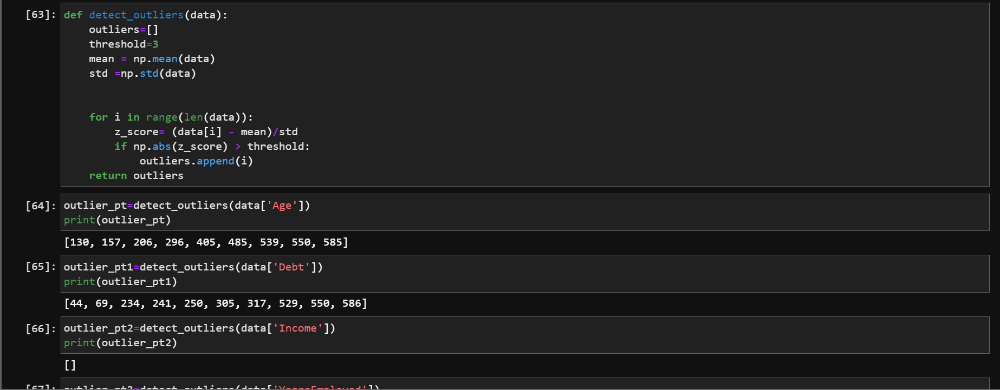 [63]:
def detect_outliers(data):
    outliers=[]
    threshold=3
    mean = np.mean(data)
    std =np.std(data)
    for i in range(len(data)):
        z_score= (data[i] - mean)/std
        if np.abs(z_score) > threshold:
            outliers.append(i)
    return outliers
[64]:
outlier_pt=detect_outliers(data['Age'])
print(outlier_pt)
[130, 157, 206, 296, 405, 485, 539, 550, 585]
[65]:
outlier_pt1=detect_outliers(data['Debt'])
print(outlier_pt1)
[44, 69, 234, 241, 250, 305, 317, 529, 550, 586]
[66]:
outlier_pt2=detect_outliers(data['Income'])
print(outlier_pt2)
[]
[67]:
outlier_pt3=detect_outliers(data['YearsEmployed'])